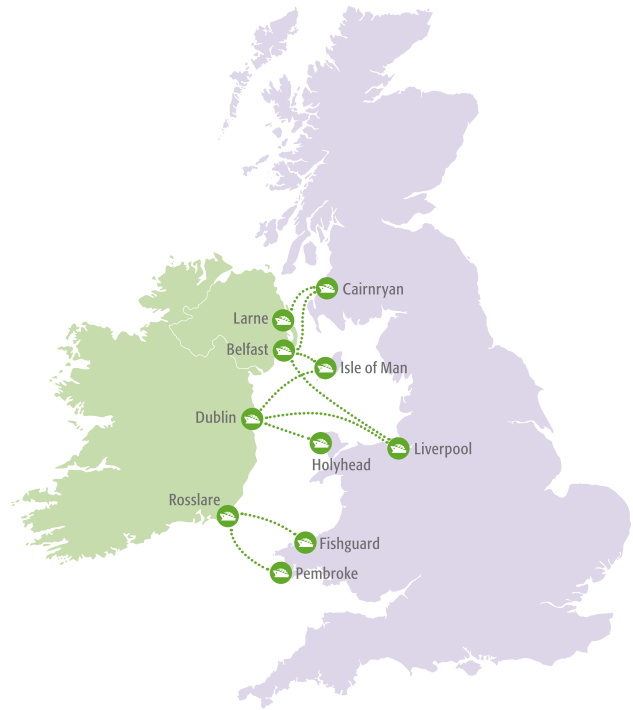 Cairnryan
Larne
Belfast
Isle of Man
Dublin
Liverpool
Holyhead
Rosslare
Fishguard
Pembroke